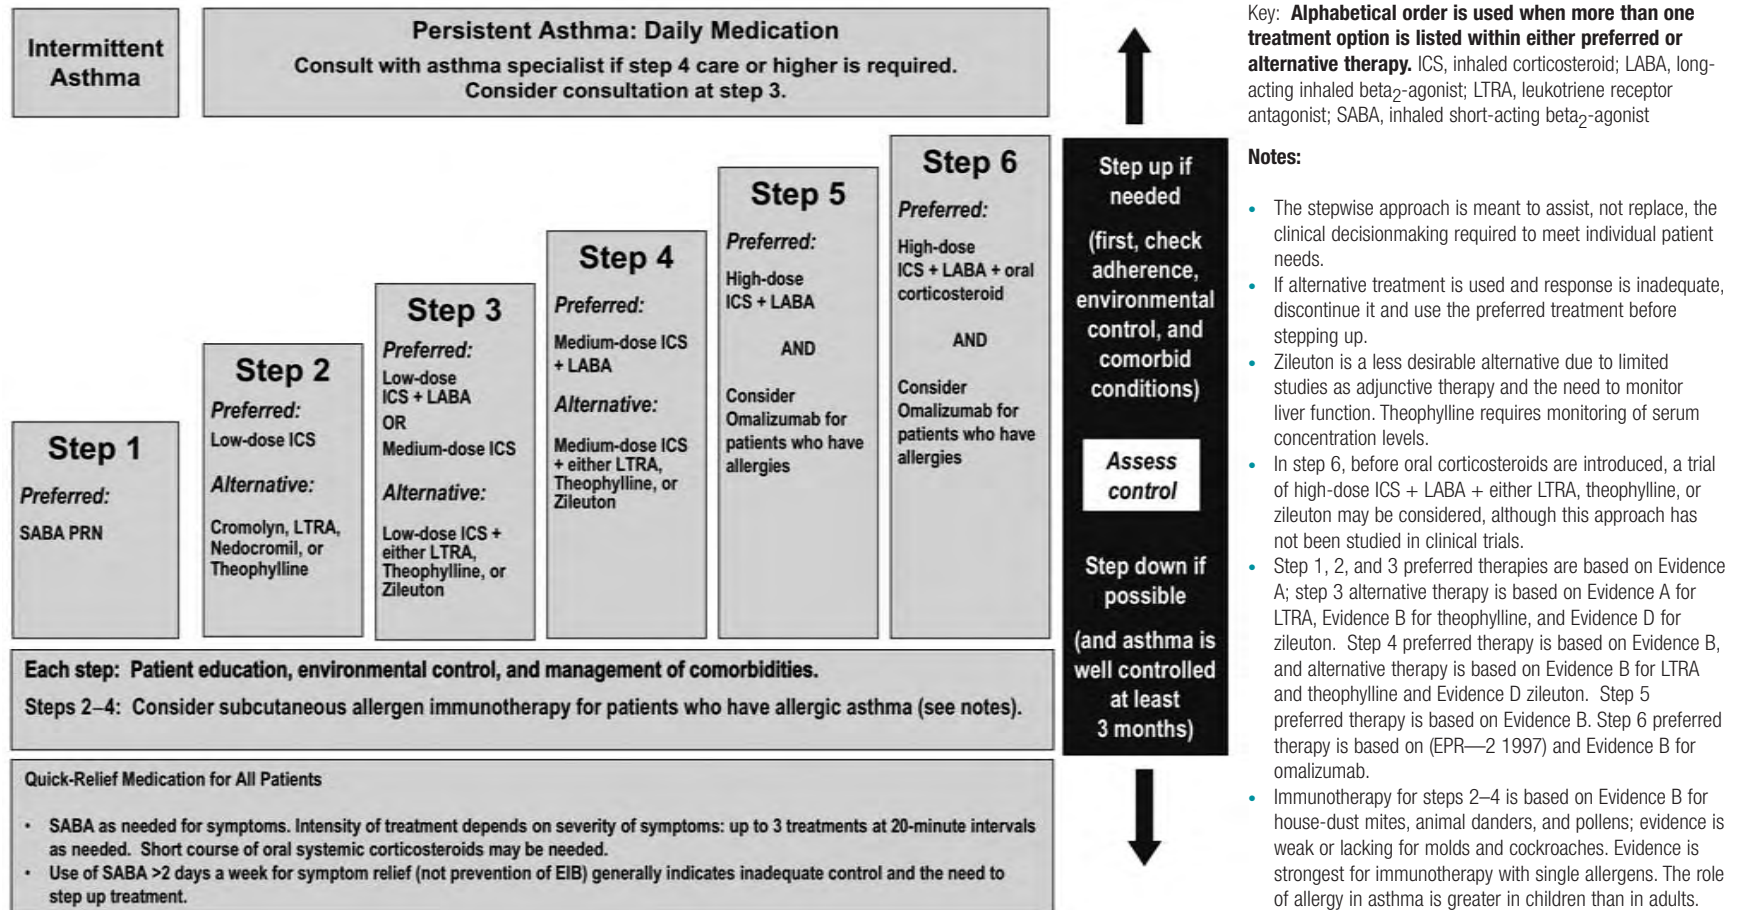 Intermittent
Asthma
Persistent Asthma: Daily Medication
Consult with asthma specialist if step 4 care or higher is required.
Consider consultation at step 3.
Step 1
Preferred:
SABA PRN
Step 2
Preferred:
Low-dose ICS
Alternative:
Cromolyn, LTRA,
Nedocromil, or
Theophylline
Step 3
Preferred:
Low-dose
ICS + LABA
OR
Medium-dose ICS
Alternative:
Low-dose ICS +
either LTRA,
Theophylline, or
Zileuton
Step 4
Preferred:
Medium-dose ICS
+ LABA
Alternative:
Medium-dose ICS
+ either LTRA,
Theophylline, or
Zileuton
Step 5
Preferred:
High-dose
ICS + LABA
AND
Consider
Omalizumab for
patients who have
allergies
Step 6
Preferred:
High-dose
ICS + LABA + oral
corticosteroid
AND
Consider
Omalizumab for
patients who have
allergies
Each step: Patient education, environmental control, and management of comorbidities.
Steps 2–4: Consider subcutaneous allergen immunotherapy for patients who have allergic asthma (see notes).
Quick-Relief Medication for All Patients
• SABA as needed for symptoms. Intensity of treatment depends on severity of symptoms: up to 3 treatments at 20-minute intervals
as needed. Short course of oral systemic corticosteroids may be needed.
• Use of SABA >2 days a week for symptom relief (not prevention of EIB) generally indicates inadequate control and the need to
step up treatment.
Step up if
needed
(first, check
adherence,
environmental
control, and
comorbid
conditions)
Assess
control
Step down if
possible
(and asthma is
well controlled
at least
3 months)
Key: Alphabetical order is used when more than one
treatment option is listed within either preferred or
alternative therapy. ICS, inhaled corticosteroid; LABA, long-
acting inhaled beta2-agonist; LTRA, leukotriene receptor
antagonist; SABA, inhaled short-acting beta2-agonist
Notes:
• The stepwise approach is meant to assist, not replace, the
clinical decisionmaking required to meet individual patient
needs.
• If alternative treatment is used and response is inadequate,
discontinue it and use the preferred treatment before
stepping up.
• Zileuton is a less desirable alternative due to limited
studies as adjunctive therapy and the need to monitor
liver function. Theophylline requires monitoring of serum
concentration levels.
• In step 6, before oral corticosteroids are introduced, a trial
of high-dose ICS + LABA + either LTRA, theophylline, or
zileuton may be considered, although this approach has
not been studied in clinical trials.
• Step 1, 2, and 3 preferred therapies are based on Evidence
A; step 3 alternative therapy is based on Evidence A for
LTRA, Evidence B for theophylline, and Evidence D for
zileuton. Step 4 preferred therapy is based on Evidence B,
and alternative therapy is based on Evidence B for LTRA
and theophylline and Evidence D zileuton. Step 5
preferred therapy is based on Evidence B. Step 6 preferred
therapy is based on (EPR—2 1997) and Evidence B for
omalizumab.
• Immunotherapy for steps 2–4 is based on Evidence B for
house-dust mites, animal danders, and pollens; evidence is
weak or lacking for molds and cockroaches. Evidence is
strongest for immunotherapy with single allergens. The role
of allergy in asthma is greater in children than in adults.